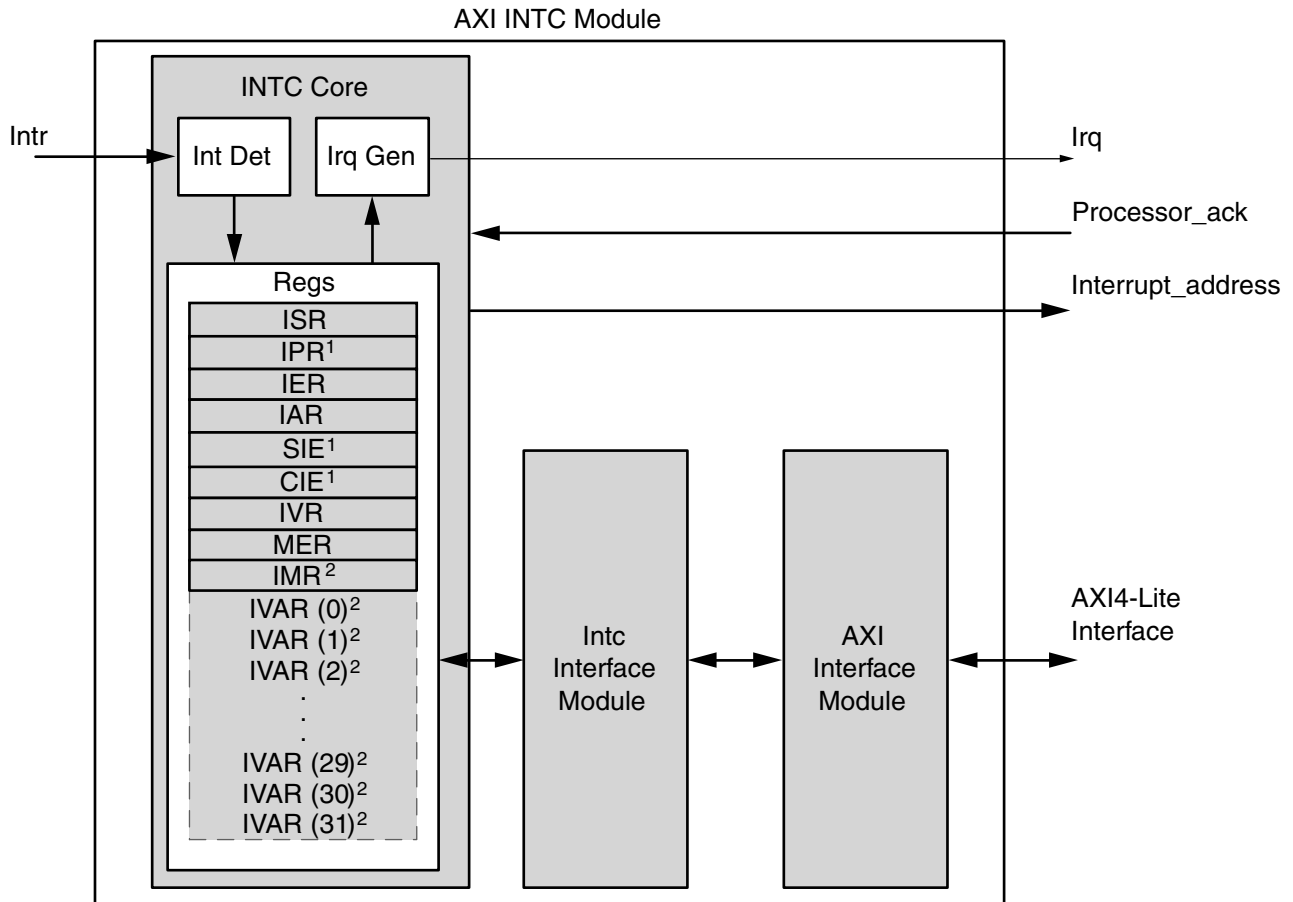 AXI INTC Module
INTC Core
Intr
Int Det
Irq Gen
Irq
Processor_ack
Interrupt_address
Regs
ISR
IPR¹
IER
IAR
SIE¹
CIE¹
IVR
MER
IMR²
IVAR (0)²
IVAR (1)²
IVAR (2)²
.
.
.
IVAR (29)²
IVAR (30)²
IVAR (31)²
Intc
Interface
Module
AXI
Interface
Module
AXI4-Lite
Interface